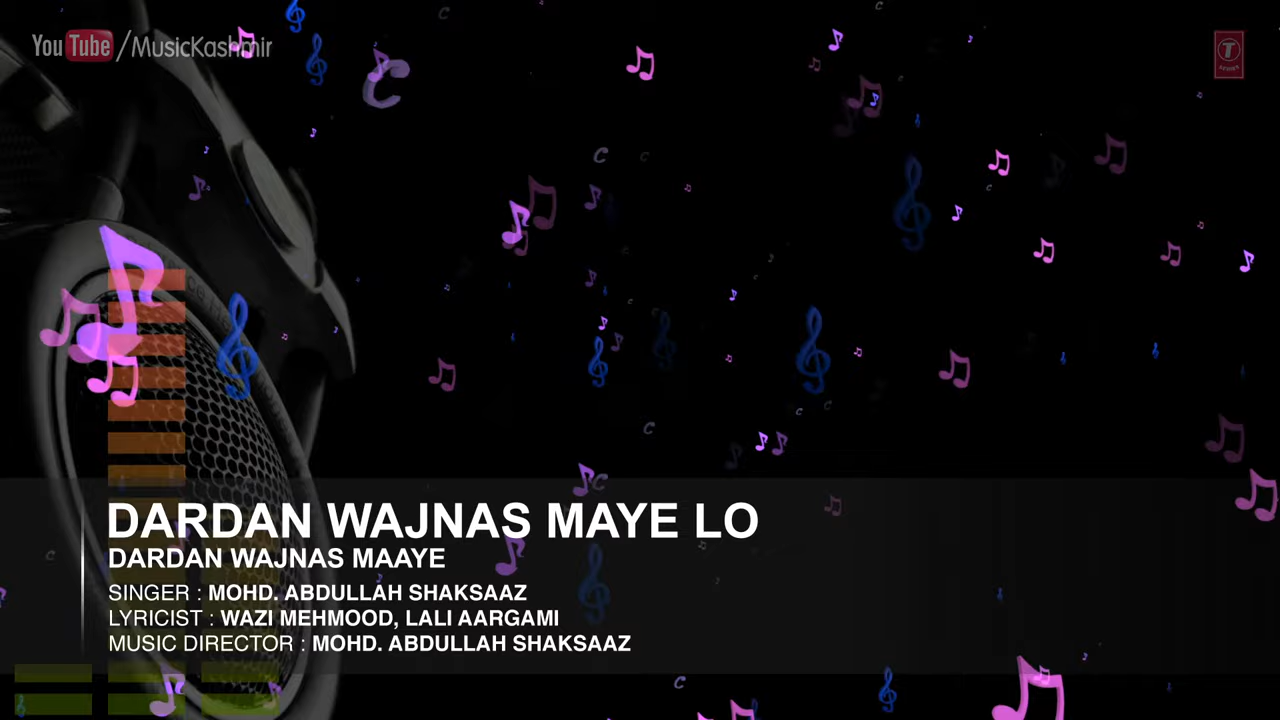 YouTube/MusicKashmir
T
DARDAN WAJNAS MAYE LO
DARDAN WAJNAS MAAYE
SINGER : MOHD. ABDULLAH SHAKSAAZ
LYRICIST : WAZI MEHMOOD, LALI AARGAMI
MUSIC DIRECTOR : MOHD. ABDULLAH SHAKSAAZ